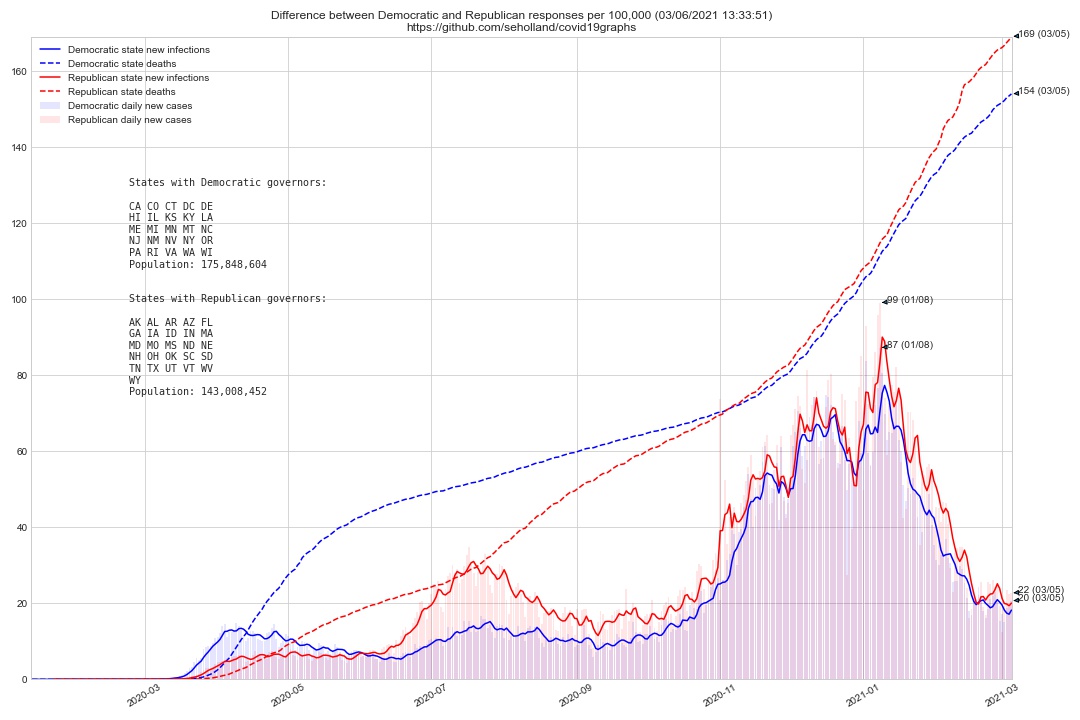 Difference between Democratic and Republican responses per 100,000 (03/06/2021 13:33:51)
https://github.com/seholland/covid19graphs
Democratic state new infections
Democratic state deaths
Republican state new infections
Republican state deaths
Democratic daily new cases
Republican daily new cases
169 (03/05)
154 (03/05)
160
140
120
100
80
60
40
20
0
States with Democratic governors:
CA CO CT DC DE
HI IL KS KY LA
ME MI MN MT NC
NJ NM NV NY OR
PA RI VA WA WI
Population: 175,848,604
States with Republican governors:
AK AL AR AZ FL
GA IA ID IN MA
MD MO MS ND NE
NH OH OK SC SD
TN TX UT VT WV
WY
Population: 143,008,452
99 (01/08)
87 (01/08)
22 (03/05)
20 (03/05)
2020-03
2020-05
2020-07
2020-09
2020-11
2021-01
2021-03